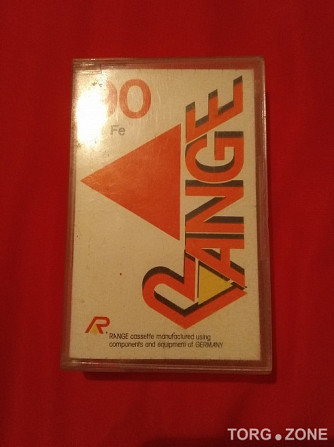 90
Fe
RANGE
R
RANGE cassette manufactured using
components and equipment of GERMANY
TORG.ZONE